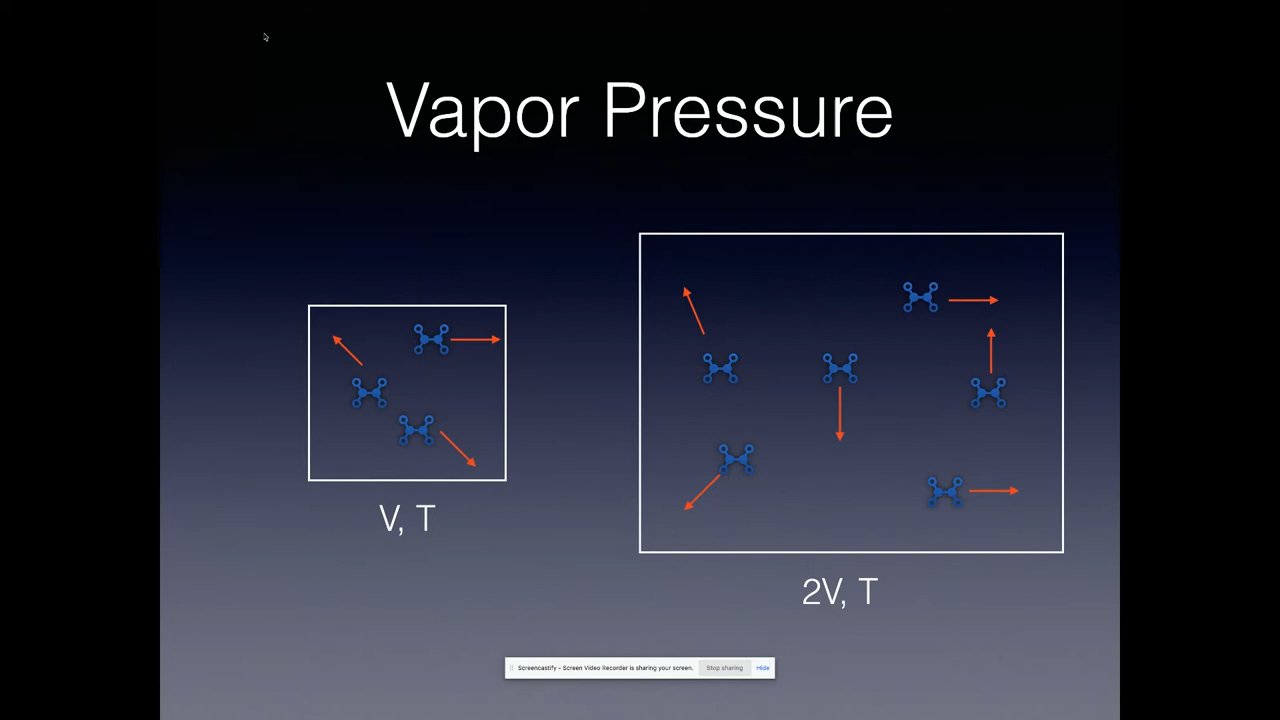 Vapor Pressure
V, T
2V, T
Screencastify - Screen Video Recorder is sharing your screen. Stop sharing Hide